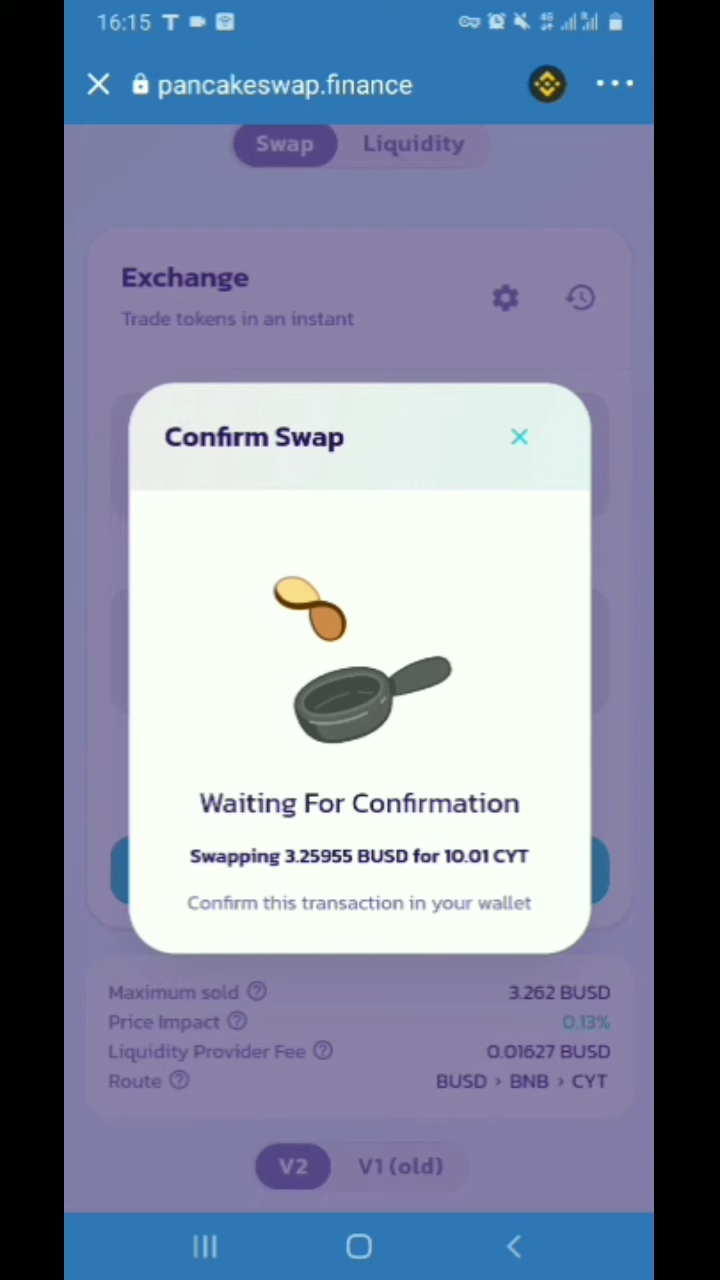 16:15
pancakeswap.finance
Swap Liquidity
Exchange
Trade tokens in an instant
Confirm Swap
Waiting For Confirmation
Swapping 3.25955 BUSD for 10.01 CYT
Confirm this transaction in your wallet
Maximum sold 3.262 BUSD
Price Impact 0.13%
Liquidity Provider Fee 0.01627 BUSD
Route BUSD > BNB > CYT
V2 V1 (old)